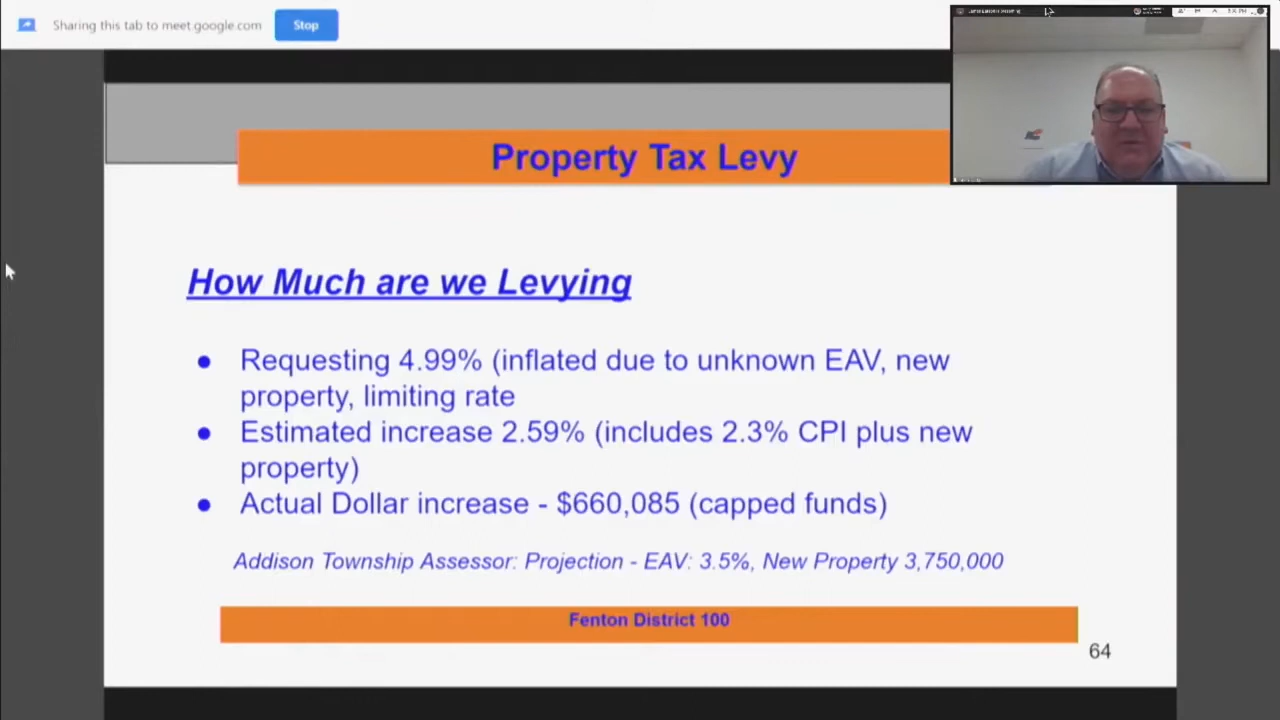 Sharing this tab to meet.google.com
Stop
Property Tax Levy
How Much are we Levying
● Requesting 4.99% (inflated due to unknown EAV, new
property, limiting rate
● Estimated increase 2.59% (includes 2.3% CPI plus new
property)
● Actual Dollar increase - $660,085 (capped funds)
Addison Township Assessor: Projection - EAV: 3.5%, New Property 3,750,000
Fenton District 100
64